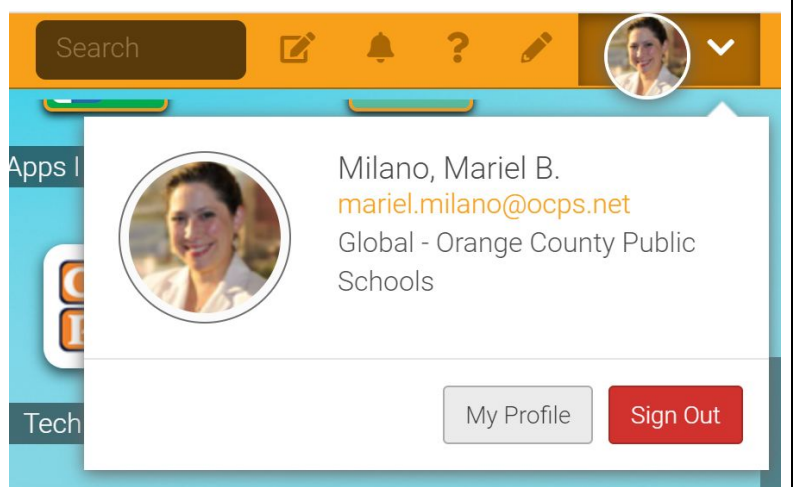 Search
?
Apps
Milano, Mariel B.
mariel.milano@ocps.net
Global - Orange County Public
Schools
My Profile
Sign Out
Tech